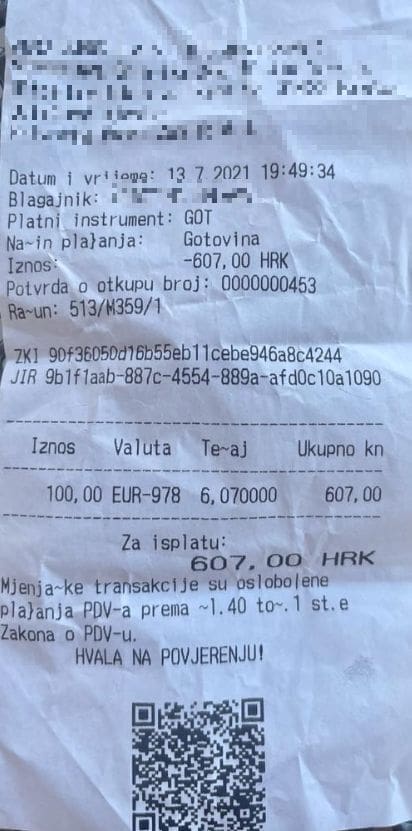 Datum i vrijeme: 13 7 2021 19:49:34
Blagajnik:
Platni instrument: GOT
Na~in pla}anja: Gotovina
Iznos: -607,00 HRK
Potvrda o otkupu broj: 0000000453
Ra~un: 513/M359/1
ZKI 90f36050d16b55eb11cebe946a8c4244
JIR 9b1f1aab-887c-4554-889a-afd0c10a1090
Iznos Valuta Te~aj Ukupno kn
100,00 EUR-978 6,070000 607,00
Za isplatu:
607,00 HRK
Mjenja~ke transakcije su oslobolene
pla}anja PDV-a prema ~1.40 to~.1 st.e
Zakona o PDV-u.
HVALA NA POVJERENJU!